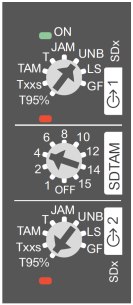 ON
SDx
JAM
T
UNB
TAM
LS
Txxs
GF
T95%
1
6 8 10
4 12
2 14
1 OFF 15
SDTAM
JAM
T
UNB
TAM
LS
Txxs
GF
T95%
2
SDx